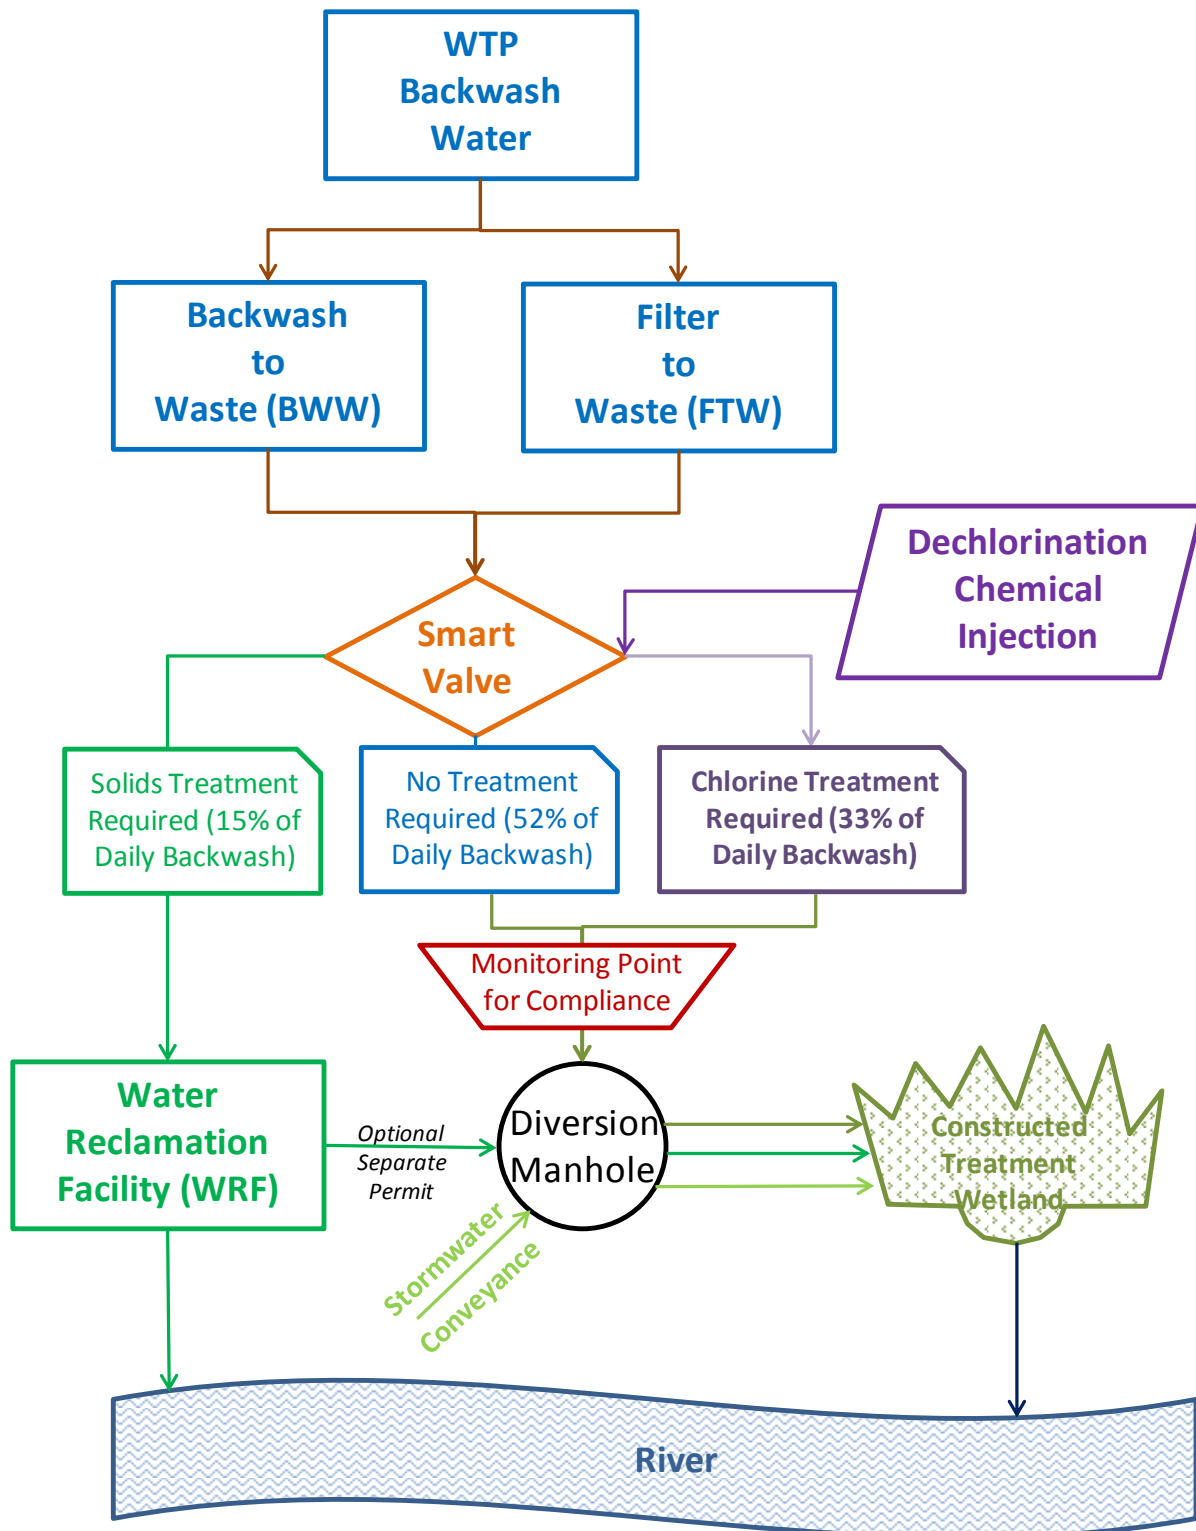 WTP
Backwash
Water
Backwash
to
Waste (BWW)
Filter
to
Waste (FTW)
Dechlorination
Chemical
Injection
Smart
Valve
Solids Treatment
Required (15% of
Daily Backwash)
No Treatment
Required (52% of
Daily Backwash)
Chlorine Treatment
Required (33% of
Daily Backwash)
Monitoring Point
for Compliance
Water
Reclamation
Facility (WRF)
Optional
Separate
Permit
Diversion
Manhole
Constructed
Treatment
Wetland
Stormwater
Conveyance
River